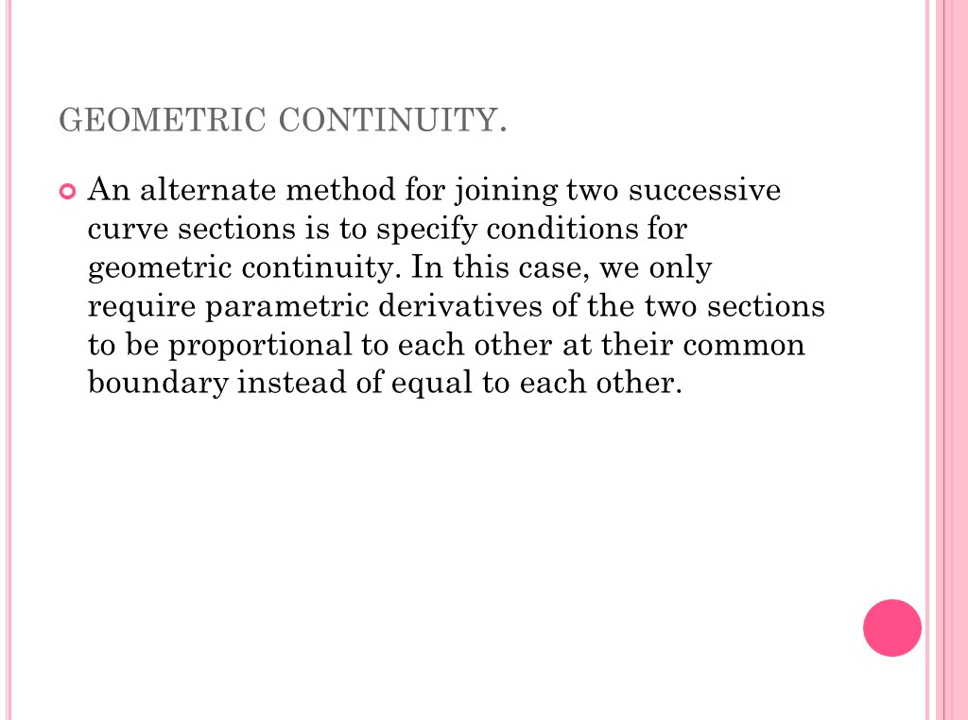 GEOMETRIC CONTINUITY.
An alternate method for joining two successive
curve sections is to specify conditions for
geometric continuity. In this case, we only
require parametric derivatives of the two sections
to be proportional to each other at their common
boundary instead of equal to each other.